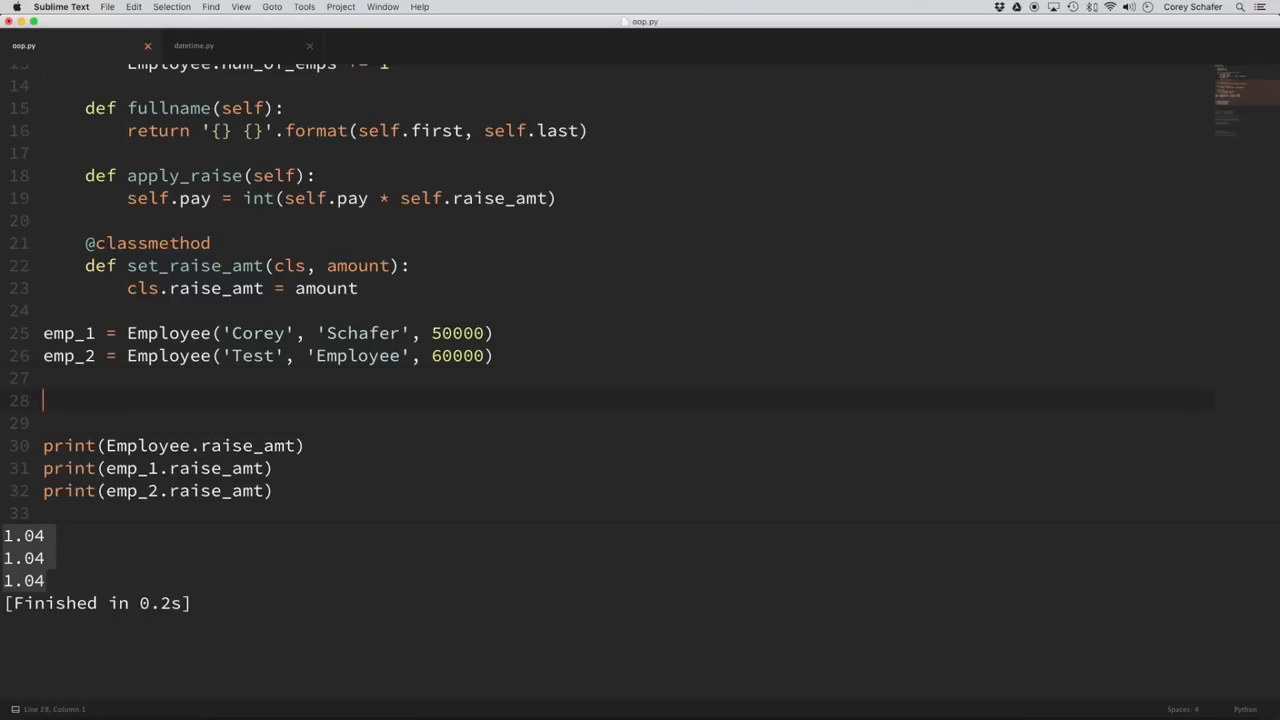 Sublime Text File Edit Selection Find View Goto Tools Project Window Help Corey Schafer
oop.py
oop.py datetime.py
13 Employee.num_of_emps += 1
14
15 def fullname(self):
16 return '{} {}'.format(self.first, self.last)
17
18 def apply_raise(self):
19 self.pay = int(self.pay * self.raise_amt)
20
21 @classmethod
22 def set_raise_amt(cls, amount):
23 cls.raise_amt = amount
24
25 emp_1 = Employee('Corey', 'Schafer', 50000)
26 emp_2 = Employee('Test', 'Employee', 60000)
27
28
29
30 print(Employee.raise_amt)
31 print(emp_1.raise_amt)
32 print(emp_2.raise_amt)
33
1.04
1.04
1.04
[Finished in 0.2s]
Line 28, Column 1 Spaces: 4 Python